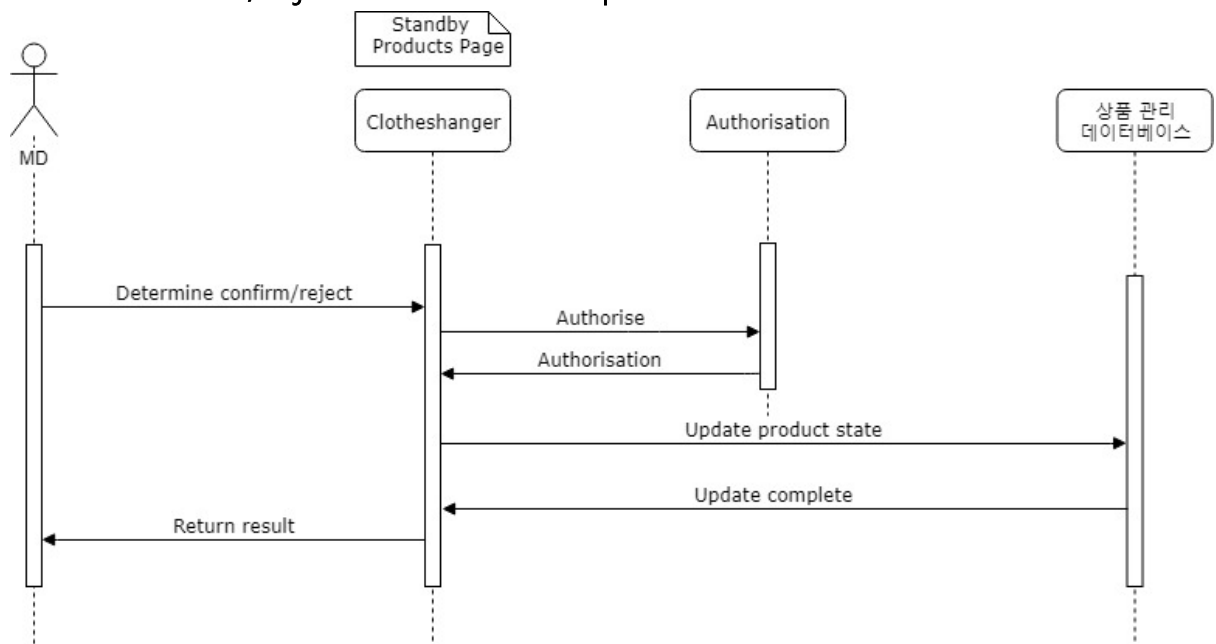 Standby
Products Page
MD
Clotheshanger
Authorisation
상품 관리
데이터베이스
Determine confirm/reject
Authorise
Authorisation
Update product state
Update complete
Return result